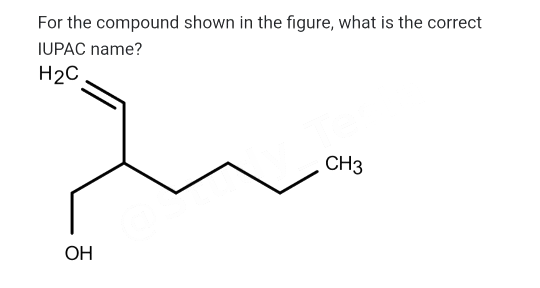 For the compound shown in the figure, what is the correct
IUPAC name?
H2C
CH3
OH